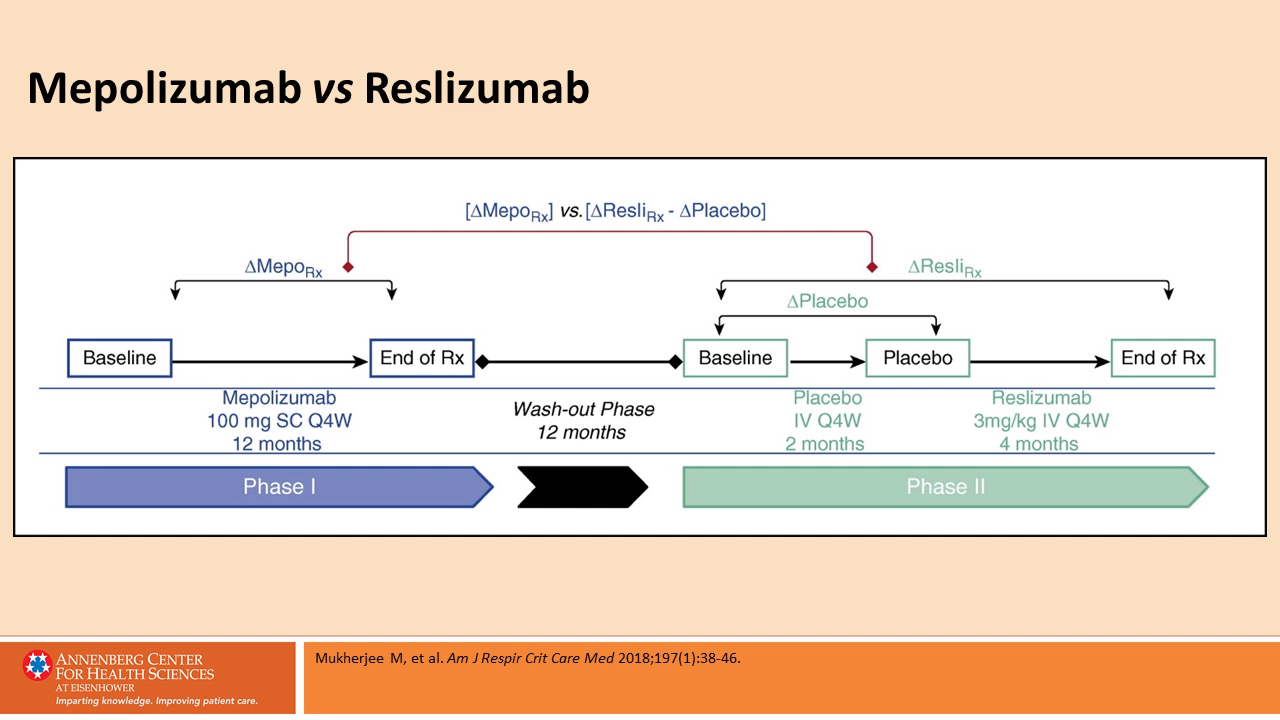 Mepolizumab vs Reslizumab
[ΔMepoRx] vs. [ΔResliRx - ΔPlacebo]
ΔMepoRx
ΔResliRx
ΔPlacebo
Baseline
End of Rx
Baseline
Placebo
End of Rx
Mepolizumab
100 mg SC Q4W
12 months
Wash-out Phase
12 months
Placebo
IV Q4W
2 months
Reslizumab
3mg/kg IV Q4W
4 months
Phase I
Phase II
ANNENBERG CENTER
FOR HEALTH SCIENCES
AT EISENHOWER
Imparting knowledge. Improving patient care.
Mukherjee M, et al. Am J Respir Crit Care Med 2018;197(1):38-46.